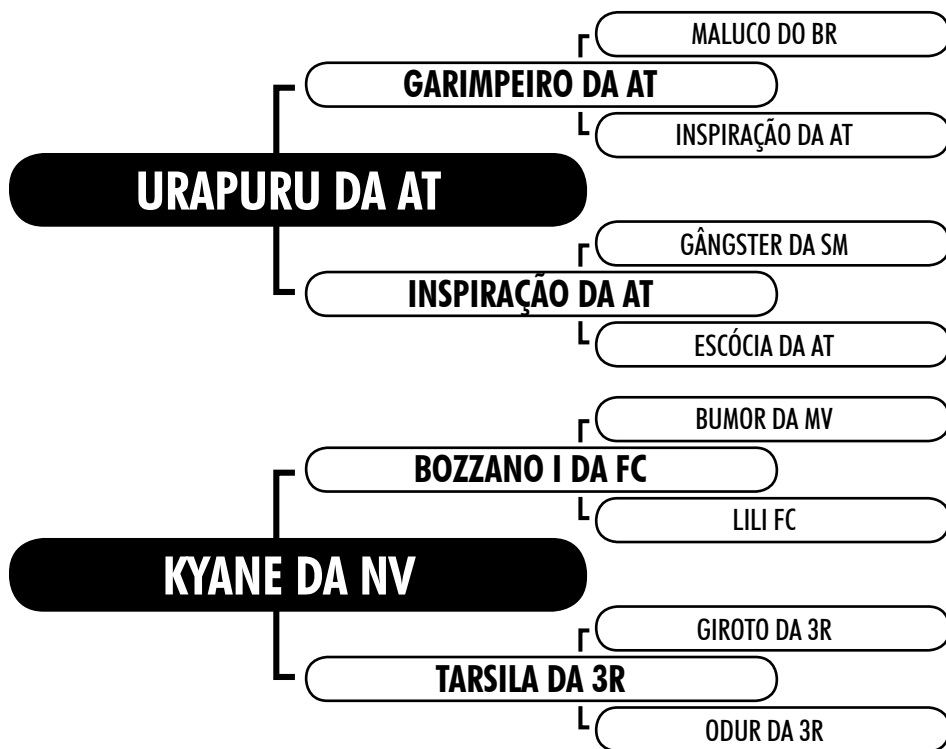 MALUCO DO BR
GARIMPEIRO DA AT
INSPIRAÇÃO DA AT
URAPURU DA AT
GÂNGSTER DA SM
INSPIRAÇÃO DA AT
ESCÓCIA DA AT
BUMOR DA MV
BOZZANO I DA FC
LILI FC
KYANE DA NV
GIROTO DA 3R
TARSILA DA 3R
ODUR DA 3R